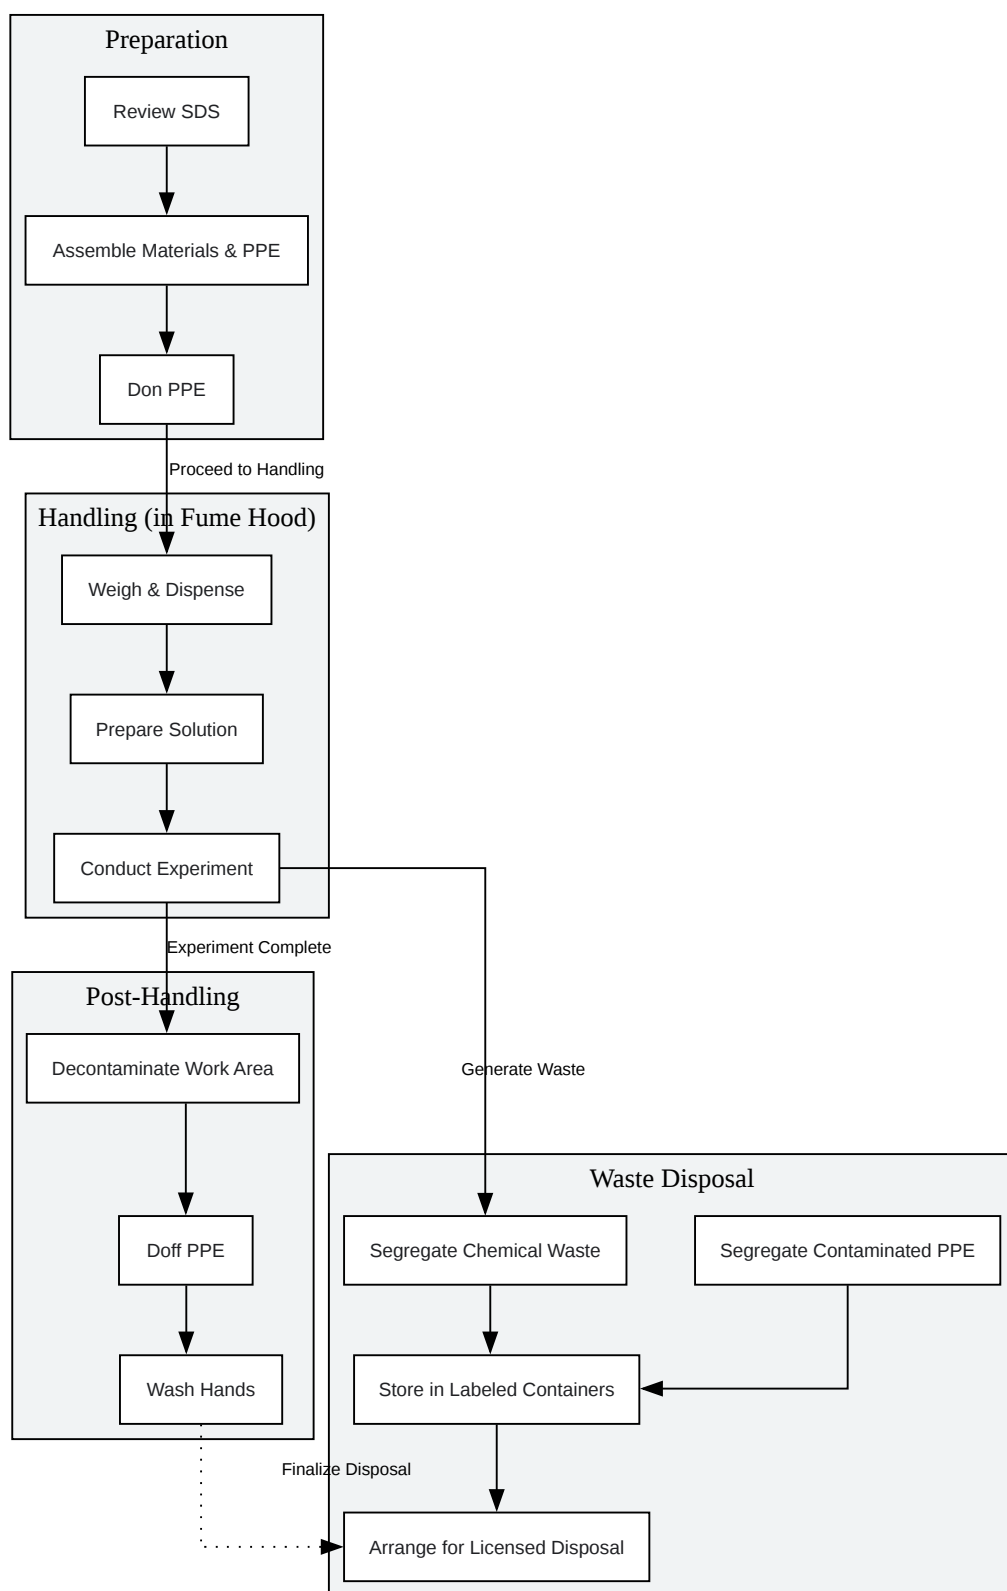 Preparation
Review SDS
Assemble Materials & PPE
Don PPE
Proceed to Handling
Handling (in Fume Hood)
Weigh & Dispense
Prepare Solution
Conduct Experiment
Experiment Complete
Post-Handling
Decontaminate Work Area
Generate Waste
Waste Disposal
Doff PPE
Segregate Chemical Waste
Segregate Contaminated PPE
Wash Hands
Store in Labeled Containers
Finalize Disposal
Arrange for Licensed Disposal